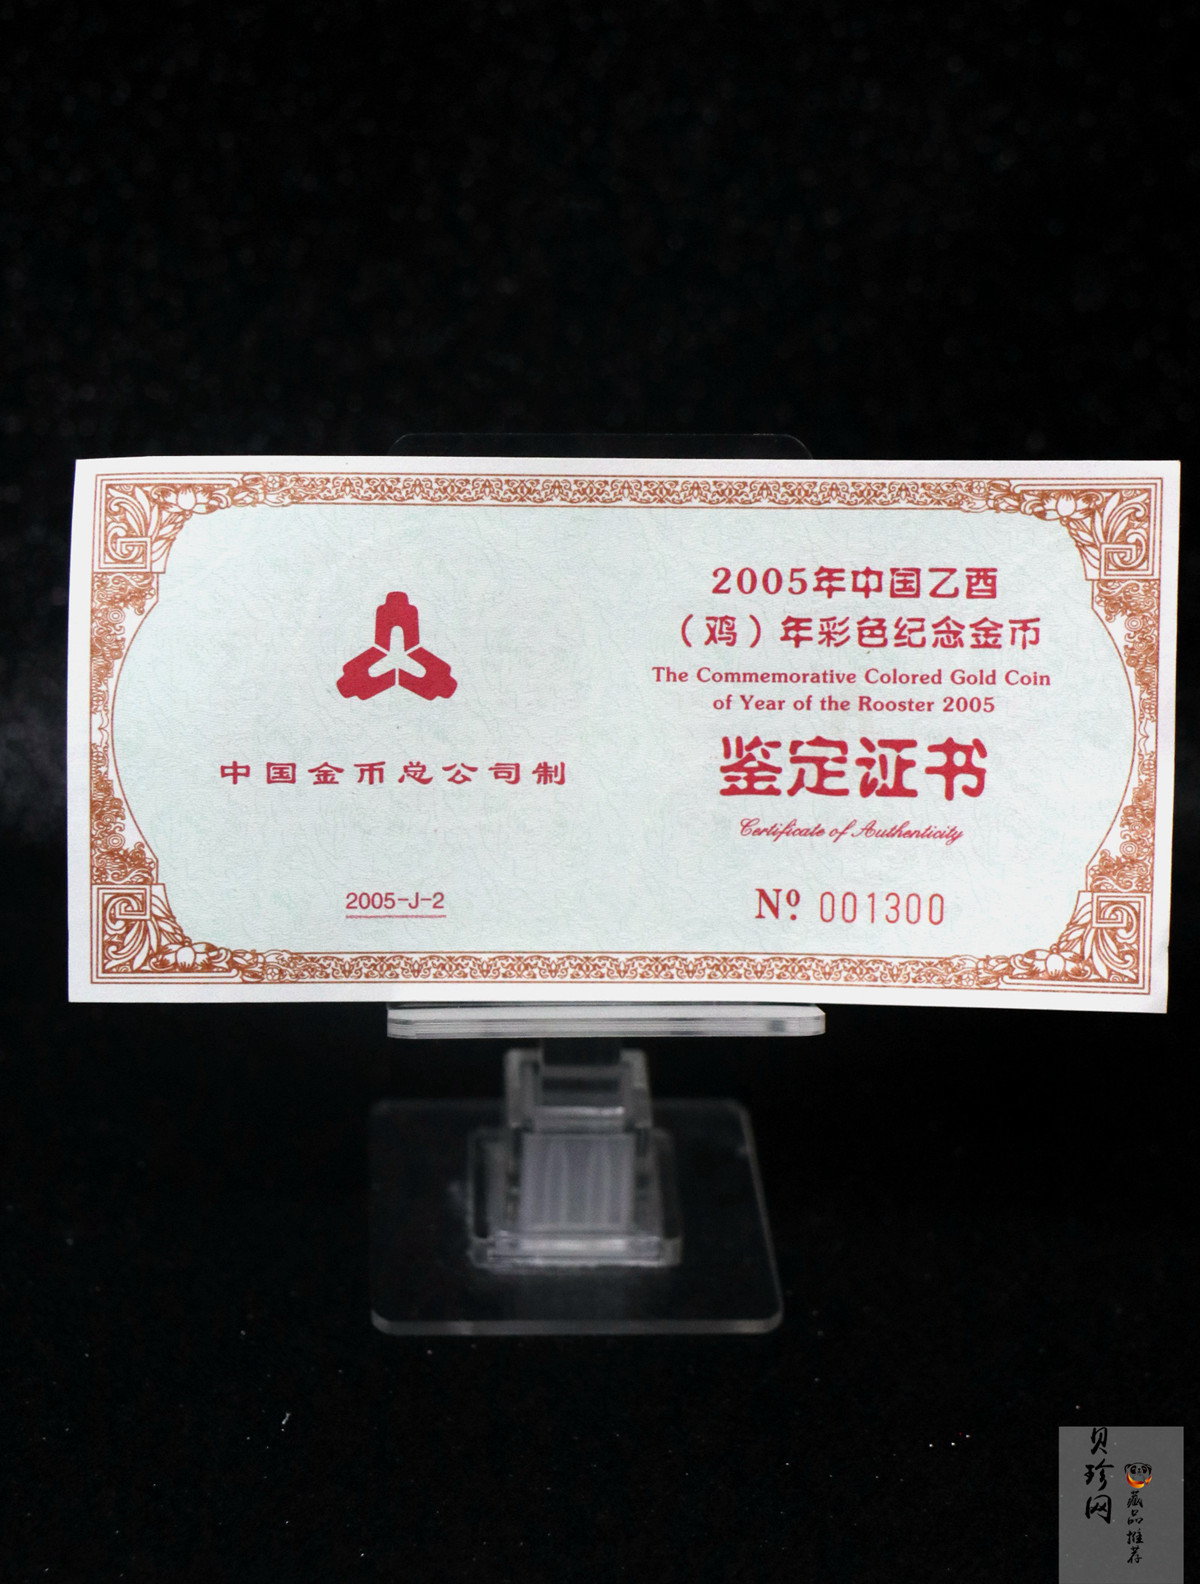 中国金币总公司制
2005-J-2
2005年中国乙酉
（鸡）年彩色纪念金币
The Commemorative Colored Gold Coin
of Year of the Rooster 2005
鉴定证书
Certificate of Authenticity
Nº. 001300
贝珍网
藏品推荐